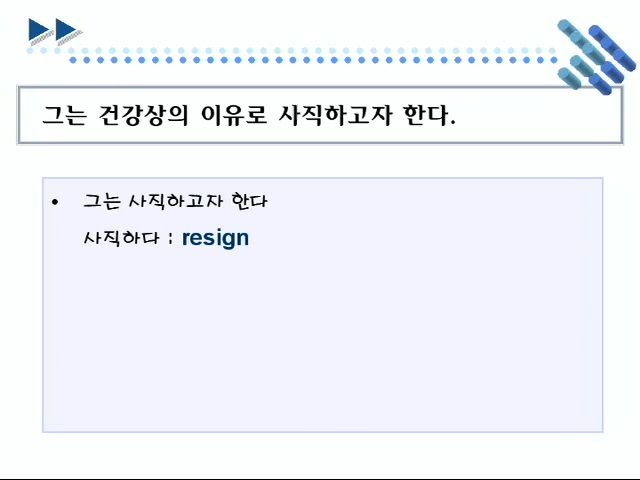 그는 건강상의 이유로 사직하고자 한다.
• 그는 사직하고자 한다
사직하다 : resign